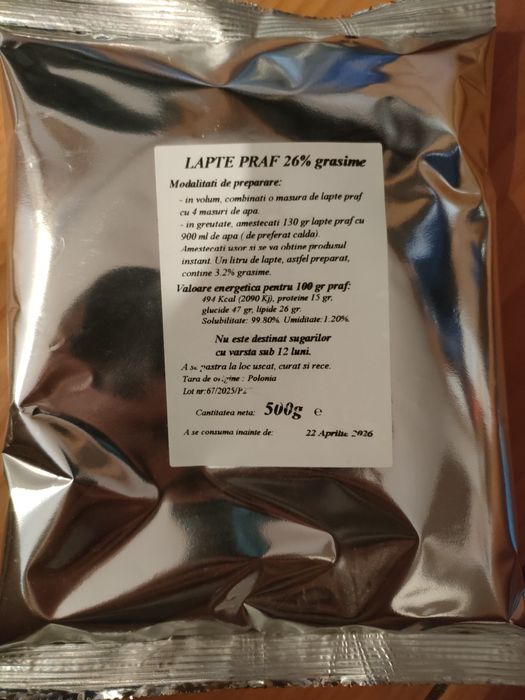 LAPTE PRAF 26% grasime
Modalitati de preparare:
- in volum, combinati o masura de lapte praf
cu 4 masuri de apa.
- in greutate, amestecati 130 gr lapte praf cu
900 ml de apa ( de preferat calda).
Amestecati usor si se va obtine produsul
instant. Un litru de lapte, astfel preparat,
contine 3.2% grasime.
Valoare energetica pentru 100 gr praf:
494 Kcal (2090 Kj), proteine 15 gr,
glucide 47 gr, lipide 26 gr.
Solubilitate: 99.80%. Umiditate:1.20%.
Nu este destinat sugarilor
cu varsta sub 12 luni.
A se pastra la loc uscat, curat si rece.
Tara de origine : Polonia
Lot nr:67/2025/
Cantitatea neta: 500g e
A se consuma inainte de: 22 Aprilie 2026